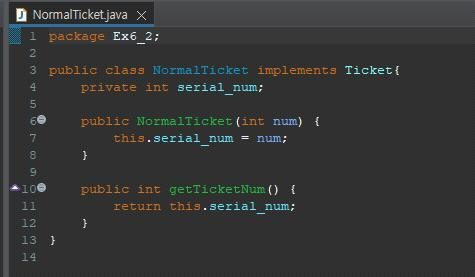 NormalTicket.java
1 package Ex6_2;
2
3 public class NormalTicket implements Ticket{
4     private int serial_num;
5
6     public NormalTicket(int num) {
7         this.serial_num = num;
8     }
9
10     public int getTicketNum() {
11         return this.serial_num;
12     }
13 }
14